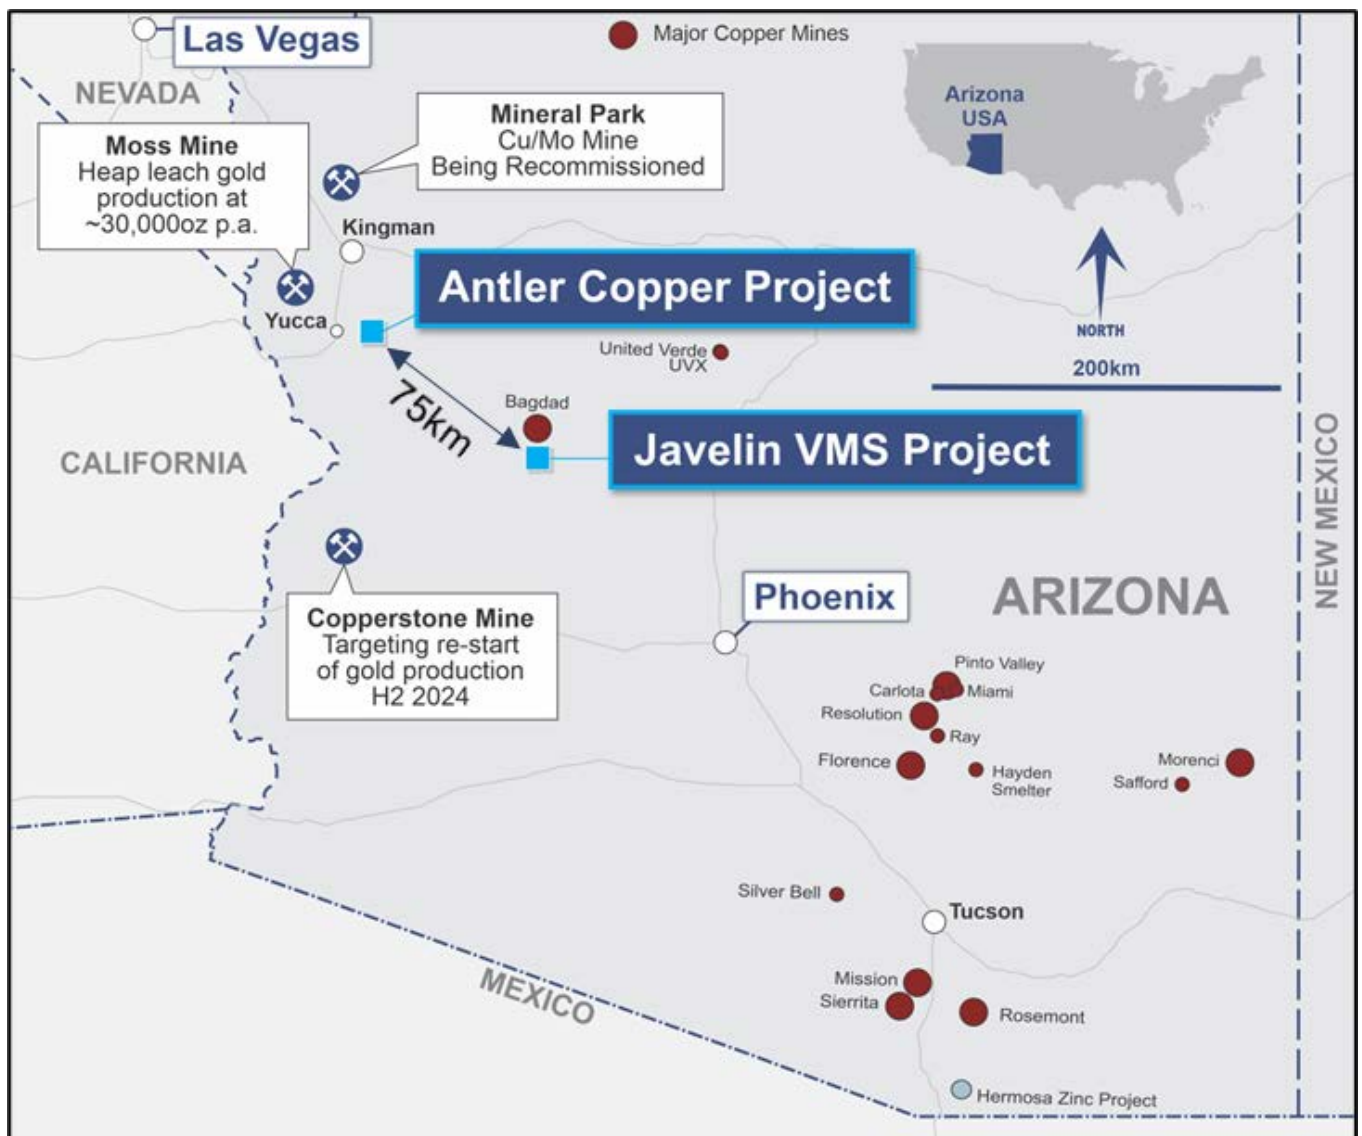 Las Vegas
Major Copper Mines
NEVADA
Arizona
USA
Mineral Park
Cu/Mo Mine
Being Recommissioned
Moss Mine
Heap leach gold
production at
~30,000oz p.a.
Kingman
Antler Copper Project
Yucca
NORTH
200km
United Verde
UVX
75km
Bagdad
Javelin VMS Project
CALIFORNIA
NEW MEXICO
Copperstone Mine
Targeting re-start
of gold production
H2 2024
Phoenix
ARIZONA
Pinto Valley
Carlota
Miami
Resolution
Ray
Florence
Hayden
Smelter
Morenci
Safford
Silver Bell
Tucson
Mission
Sierrita
Rosemont
MEXICO
Hermosa Zinc Project